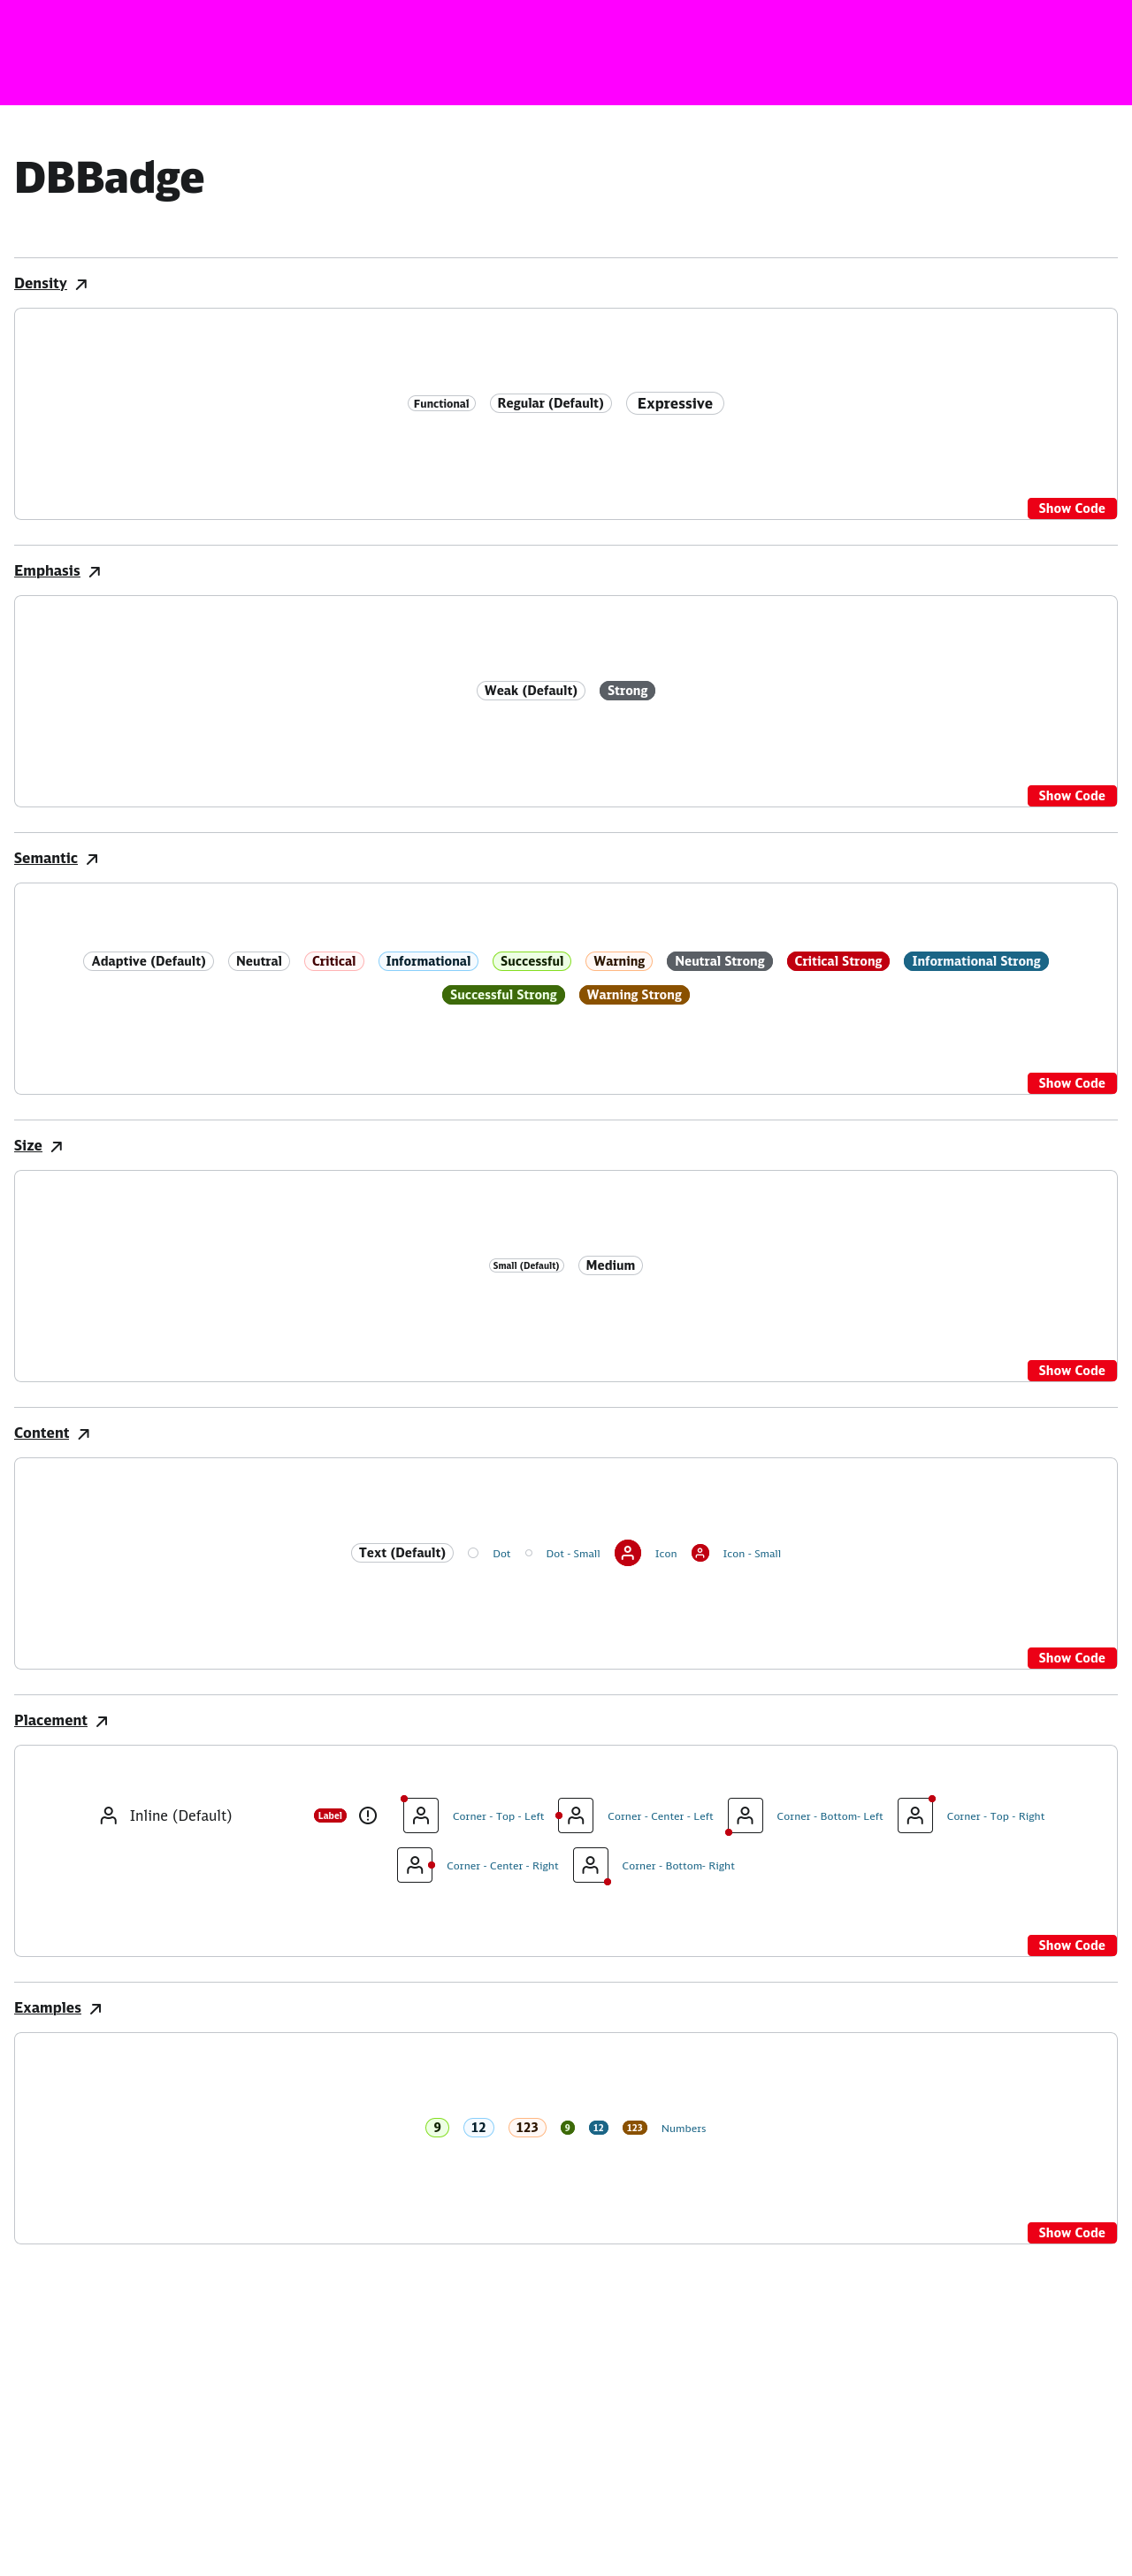 DBBadge
Density
Functional Regular (Default) Expressive
Show Code
Emphasis
Weak (Default) Strong
Show Code
Semantic
Adaptive (Default) Neutral Critical Informational Successful Warning Neutral Strong Critical Strong Informational Strong
Successful Strong Warning Strong
Show Code
Size
Small (Default) Medium
Show Code
Content
Text (Default) Dot Dot - Small Icon Icon - Small
Show Code
Placement
Inline (Default) Label Corner - Top - Left Corner - Center - Left Corner - Bottom- Left Corner - Top - Right
Corner - Center - Right Corner - Bottom- Right
Show Code
Examples
9 12 123 9 12 123 Numbers
Show Code